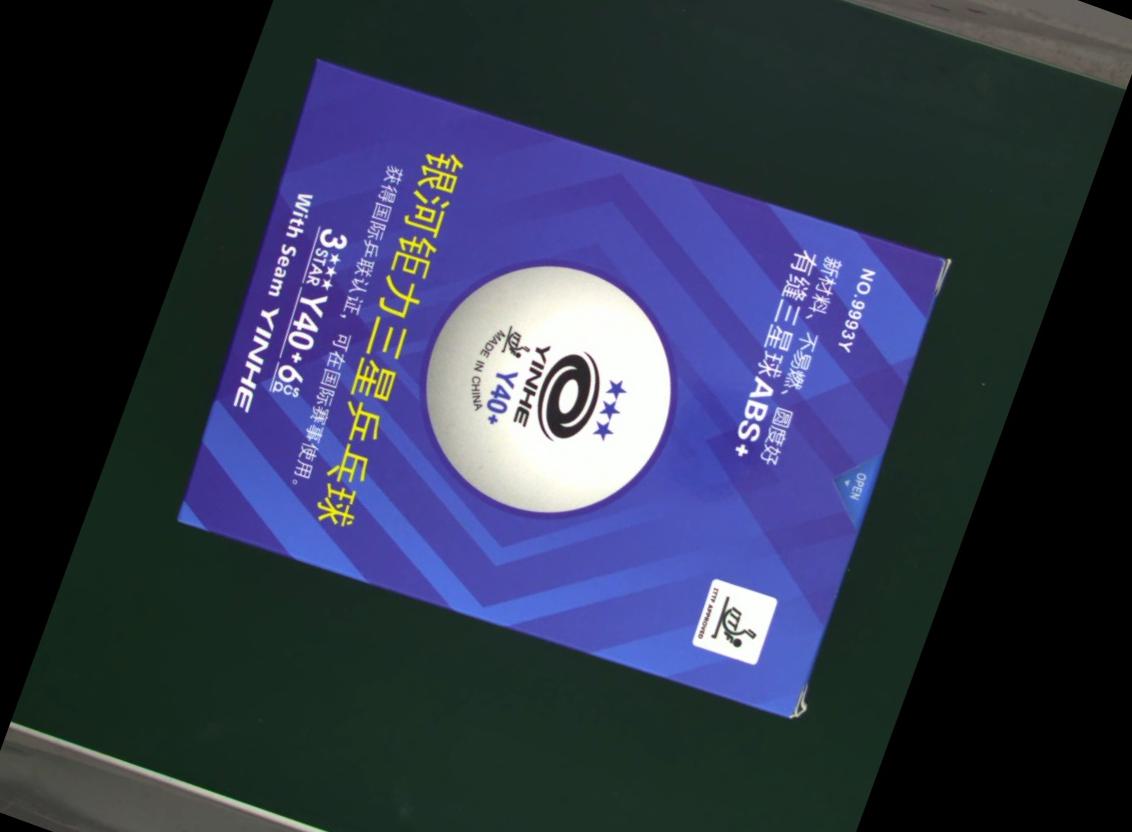 NO.9993Y
新材料、不易燃、圆度好
有缝三星球ABS+
OPEN
ITTF APPROVED
★★★
YINHE
Y40+
MADE IN CHINA
银河钜力三星乒乓球
获得国际乒联认证，可在国际赛事使用。
3★★★STAR Y40+ 6PCS
With Seam YINHE